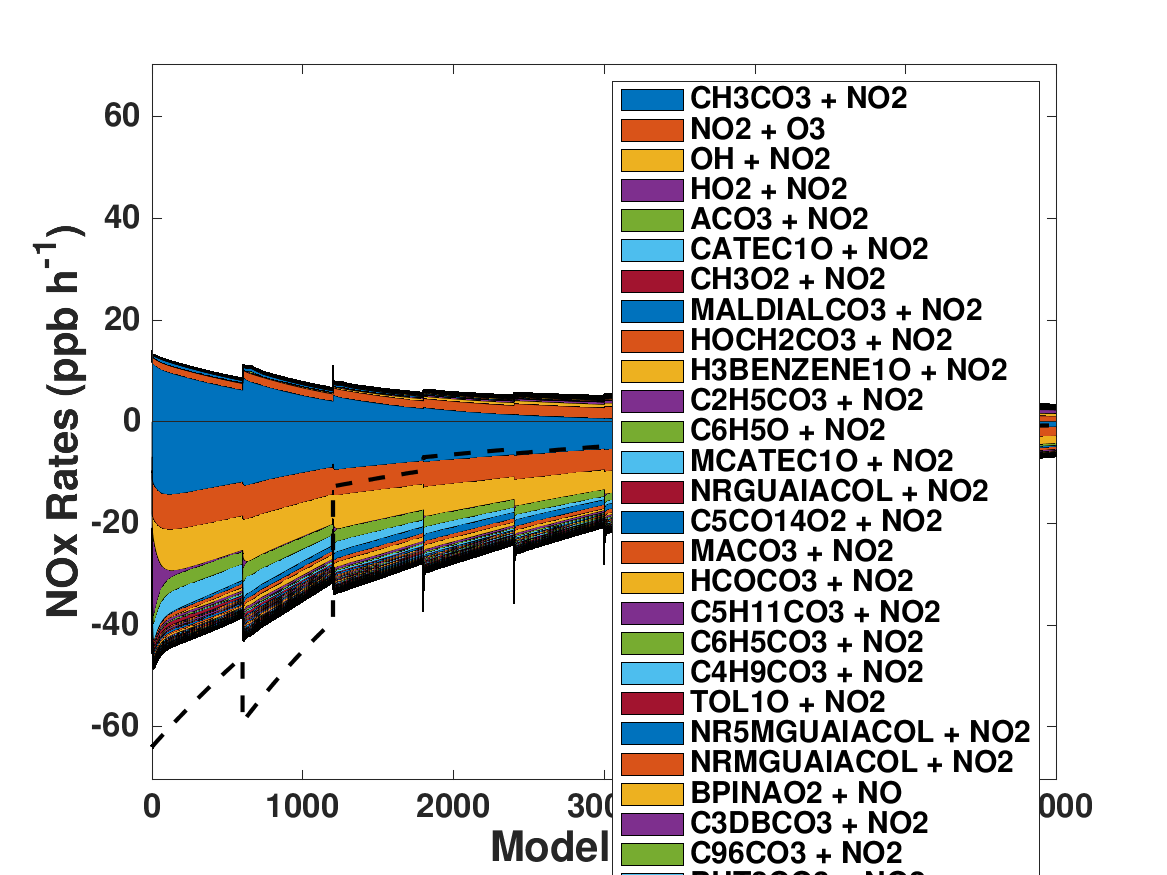 NOx Rates (ppb h-1)
60
40
20
0
-20
-40
-60
0
1000
2000
300
000
Model
CH3CO3 + NO2
NO2 + O3
OH + NO2
HO2 + NO2
ACO3 + NO2
CATEC1O + NO2
CH3O2 + NO2
MALDIALCO3 + NO2
HOCH2CO3 + NO2
H3BENZENE1O + NO2
C2H5CO3 + NO2
C6H5O + NO2
MCATEC1O + NO2
NRGUAIACOL + NO2
C5CO14O2 + NO2
MACO3 + NO2
HCOCO3 + NO2
C5H11CO3 + NO2
C6H5CO3 + NO2
C4H9CO3 + NO2
TOL1O + NO2
NR5MGUAIACOL + NO2
NRMGUAIACOL + NO2
BPINAO2 + NO
C3DBCO3 + NO2
C96CO3 + NO2